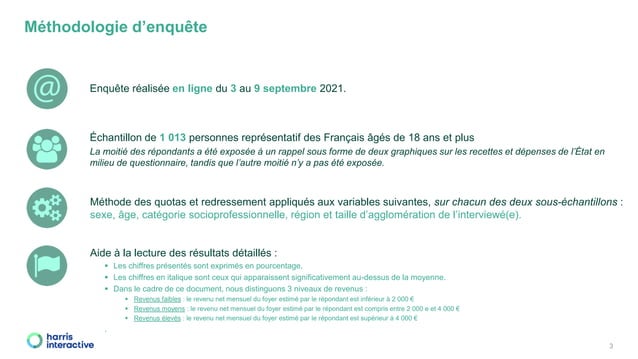 Méthodologie d’enquête
@
Enquête réalisée en ligne du 3 au 9 septembre 2021.
Échantillon de 1 013 personnes représentatif des Français âgés de 18 ans et plus
La moitié des répondants a été exposée à un rappel sous forme de deux graphiques sur les recettes et dépenses de l’État en
milieu de questionnaire, tandis que l’autre moitié n’y a pas été exposée.
Méthode des quotas et redressement appliqués aux variables suivantes, sur chacun des deux sous-échantillons :
sexe, âge, catégorie socioprofessionnelle, région et taille d’agglomération de l’interviewé(e).
Aide à la lecture des résultats détaillés :
▪ Les chiffres présentés sont exprimés en pourcentage.
▪ Les chiffres en italique sont ceux qui apparaissent significativement au-dessus de la moyenne.
▪ Dans le cadre de ce document, nous distinguons 3 niveaux de revenus :
▪ Revenus faibles : le revenu net mensuel du foyer estimé par le répondant est inférieur à 2 000 €
▪ Revenus moyens : le revenu net mensuel du foyer estimé par le répondant est compris entre 2 000 e et 4 000 €
▪ Revenus élevés : le revenu net mensuel du foyer estimé par le répondant est supérieur à 4 000 €
.
harris
interactive
3